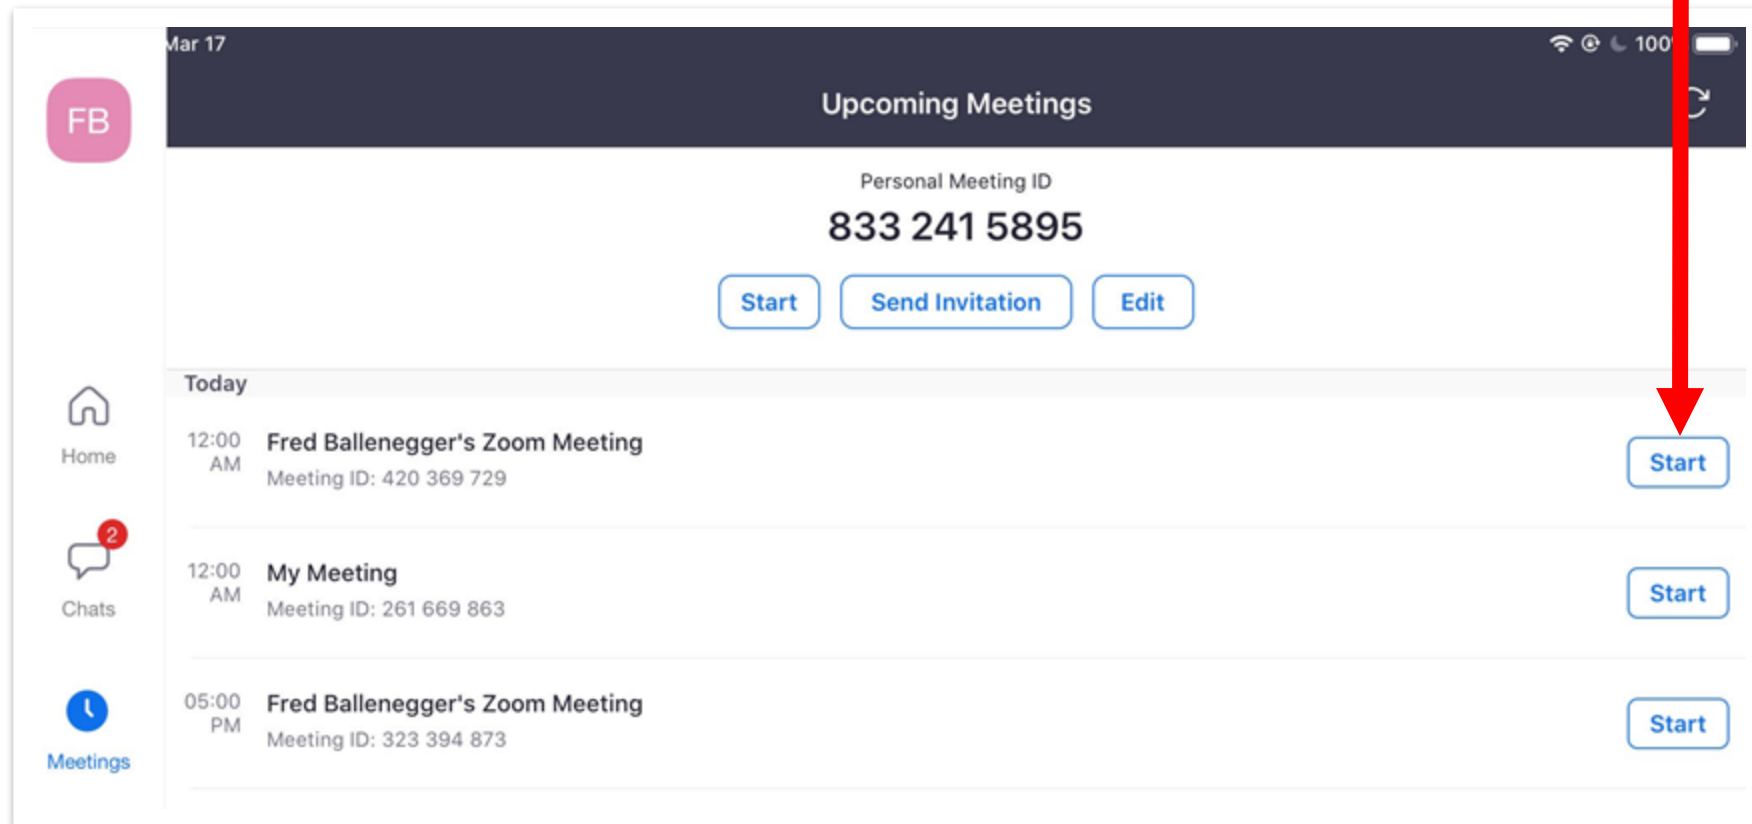 Mar 17
100%
Upcoming Meetings
FB
Personal Meeting ID
833 241 5895
Start
Send Invitation
Edit
Today
12:00 AM
Fred Ballenegger's Zoom Meeting
Meeting ID: 420 369 729
Start
Home
12:00 AM
My Meeting
Meeting ID: 261 669 863
Start
2
Chats
05:00 PM
Fred Ballenegger's Zoom Meeting
Meeting ID: 323 394 873
Start
Meetings